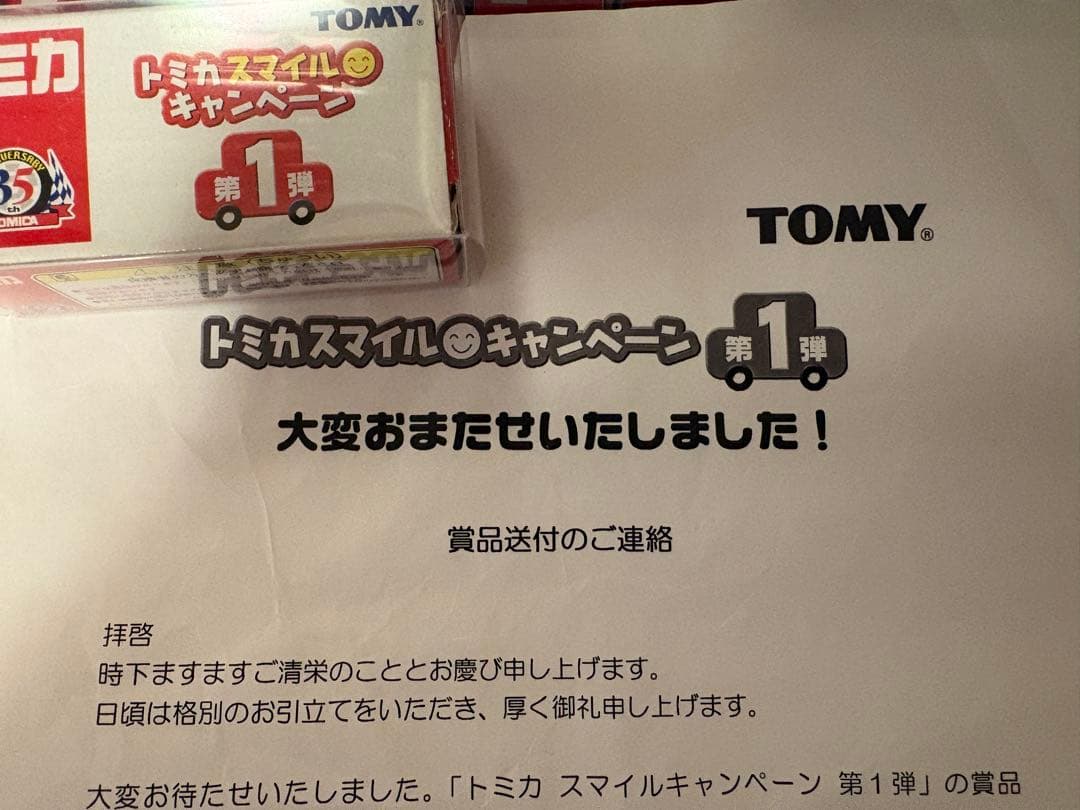 TOMY®
ミカ
トミカスマイル
キャンペーン
第1弾
35
th
TOMICA
TOMY®
トミカスマイルキャンペーン 第1弾
大変おまたせいたしました!
賞品送付のご連絡
拝啓
時下ますますご清栄のこととお慶び申し上げます。
日頃は格別のお引立てをいただき、厚く御礼申し上げます。
大変お待たせいたしました。「トミカ スマイルキャンペーン 第1弾」の賞品